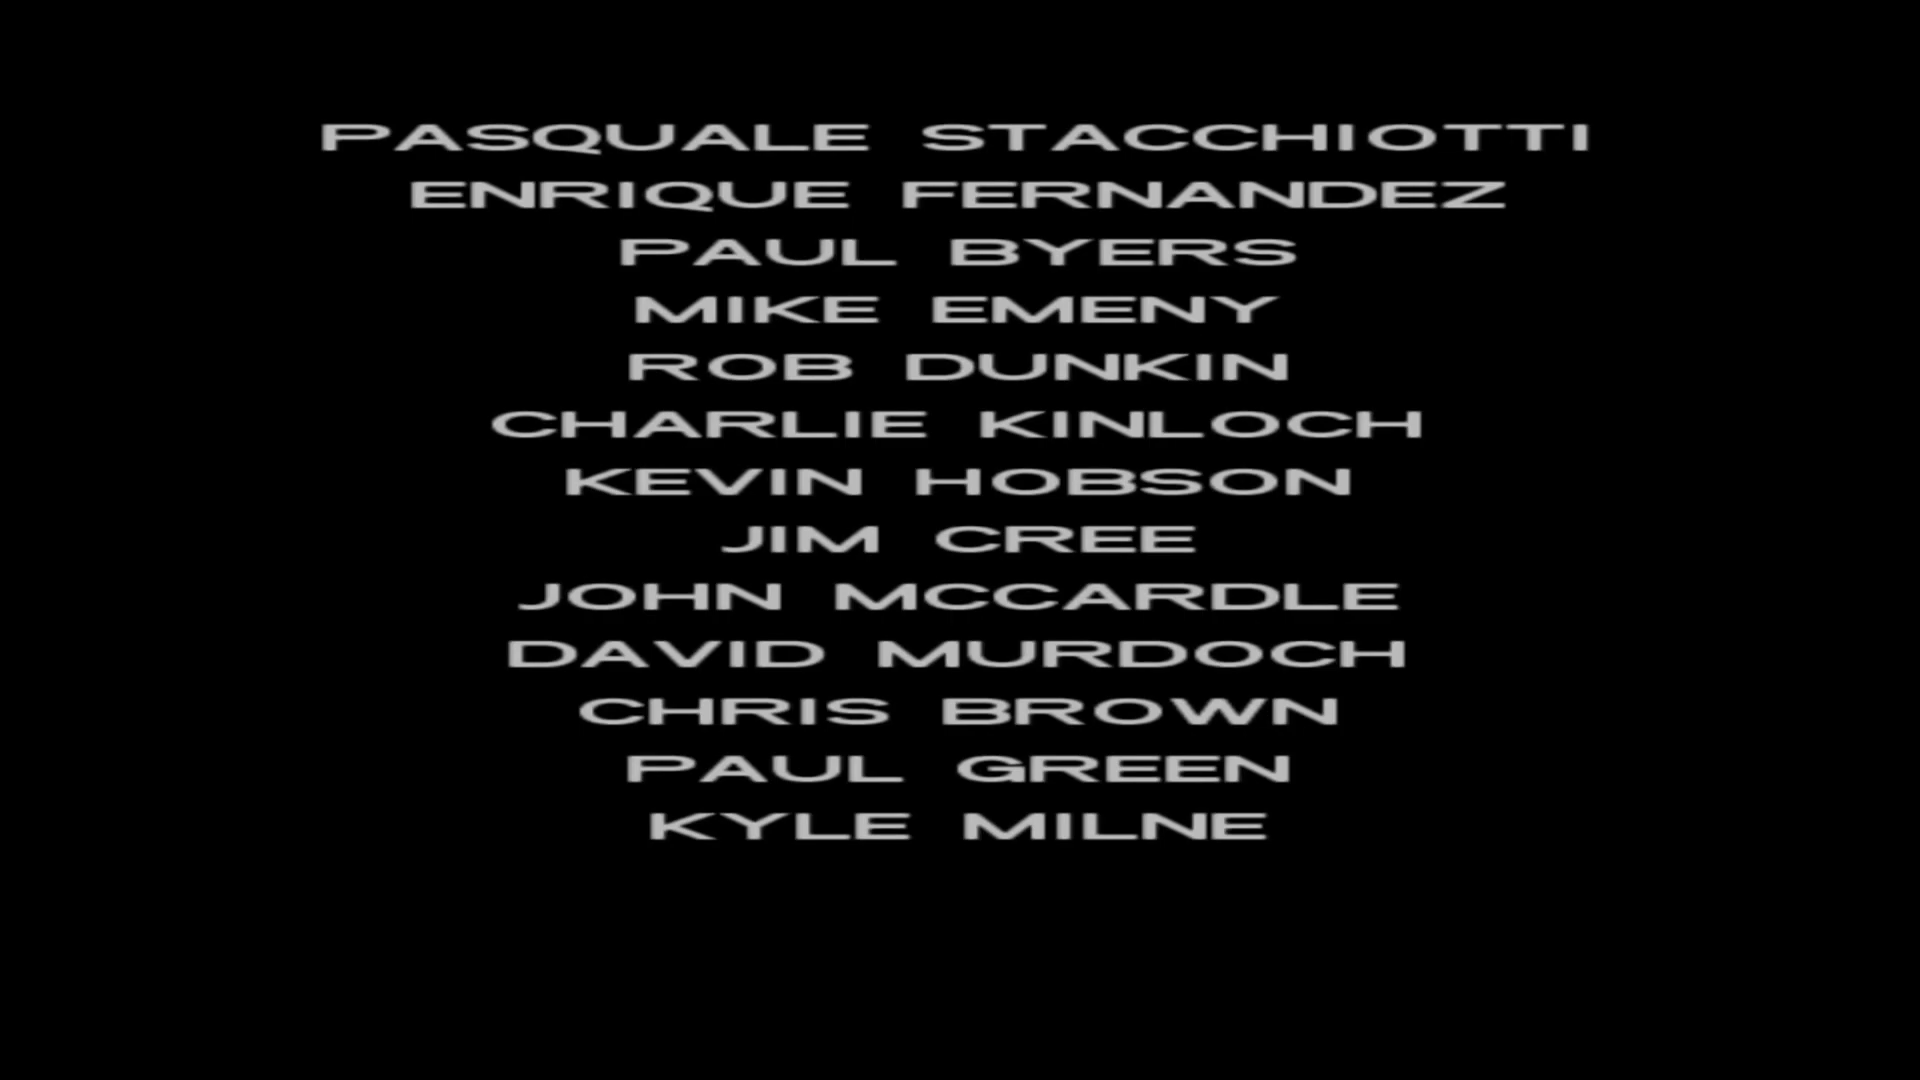 PASQUALE STACCHIOTTI
ENRIQUE FERNANDEZ
PAUL BYERS
MIKE EMENY
ROB DUNKIN
CHARLIE KINLOCH
KEVIN HOBSON
JIM CREE
JOHN MCCARDLE
DAVID MURDOCH
CHRIS BROWN
PAUL GREEN
KYLE MILNE